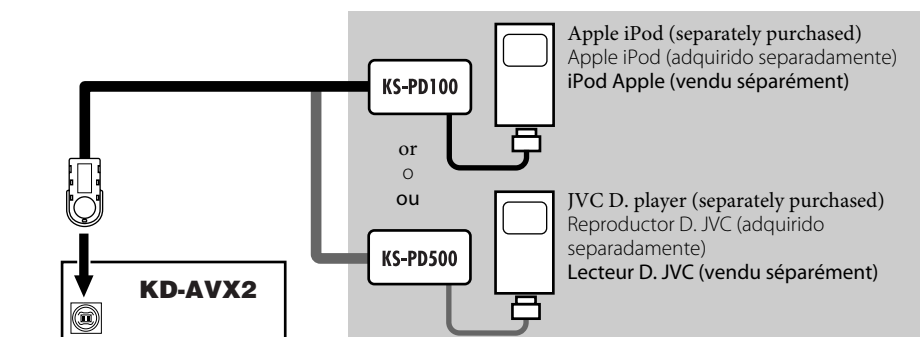 Apple iPod (separately purchased)
Apple iPod (adquirido separadamente)
iPod Apple (vendu séparément)
KS-PD100
or
o
ou
JVC D. player (separately purchased)
Reproductor D. JVC (adquirido
separadamente)
Lecteur D. JVC (vendu séparément)
KS-PD500
KD-AVX2